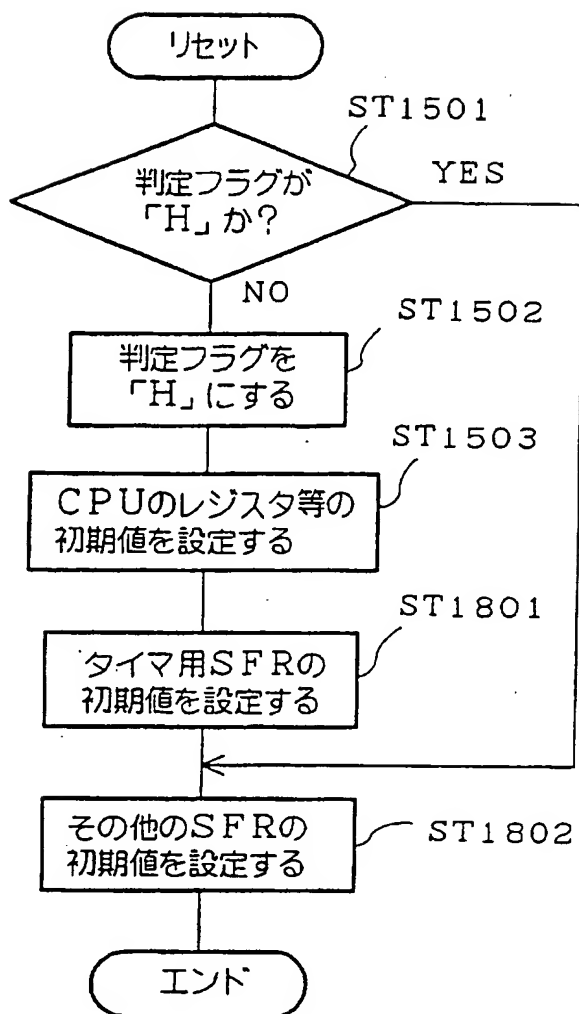 リセット
ST1501
判定フラグが
「H」か?
YES
NO
ST1502
判定フラグを
「H」にする
ST1503
CPUのレジスタ等の
初期値を設定する
ST1801
タイマ用SFRの
初期値を設定する
その他のSFRの
初期値を設定する
ST1802
エンド